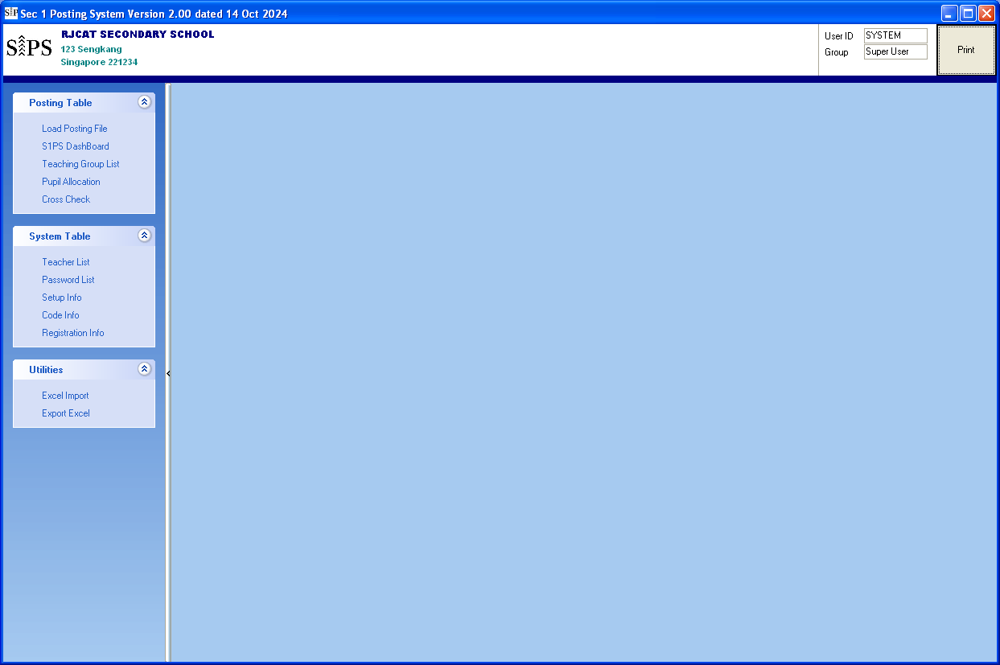 S1P Sec 1 Posting System Version 2.00 dated 14 Oct 2024
S1PS
RJCAT SECONDARY SCHOOL
123 Sengkang
Singapore 221234
User ID SYSTEM
Group Super User
Print
Posting Table
Load Posting File
S1PS DashBoard
Teaching Group List
Pupil Allocation
Cross Check
System Table
Teacher List
Password List
Setup Info
Code Info
Registration Info
Utilities
Excel Import
Export Excel